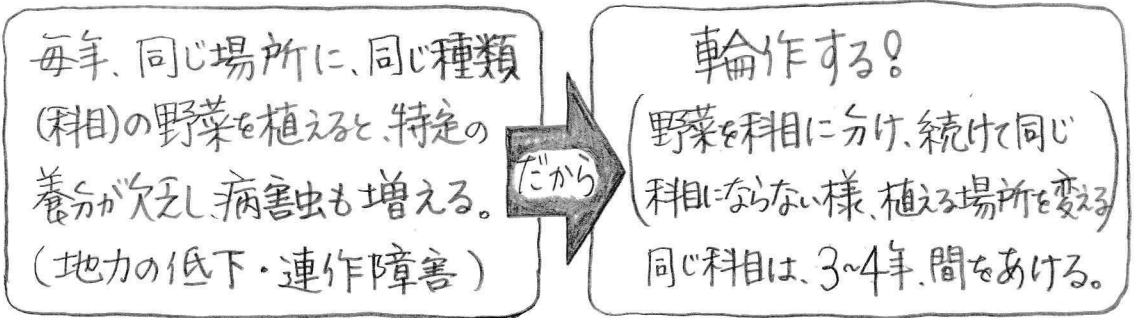 毎年、同じ場所に、同じ種類
(科目)の野菜を植えると、特定の
養分が欠乏し、病害虫も増える。
(地力の低下・連作障害)
だから
輪作する!
(野菜を科目に分け、続けて同じ
科目にならない様、植える場所を変える)
同じ科目は、3~4年、間をあける。